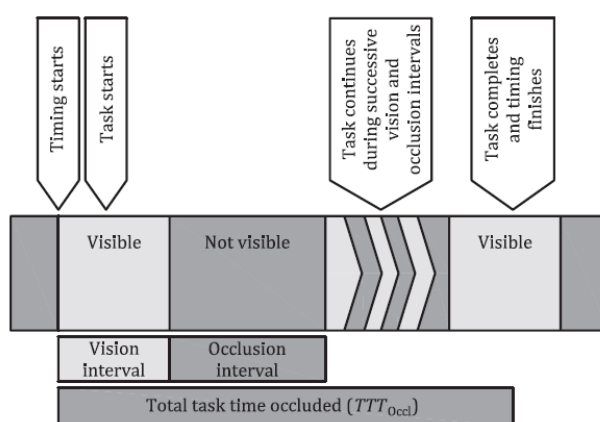 Timing starts
Task starts
Task continues
during successive
vision and
occlusion intervals
Task completes
and timing
finishes
Visible
Not visible
Visible
Vision
interval
Occlusion
interval
Total task time occluded (TTTOccl)